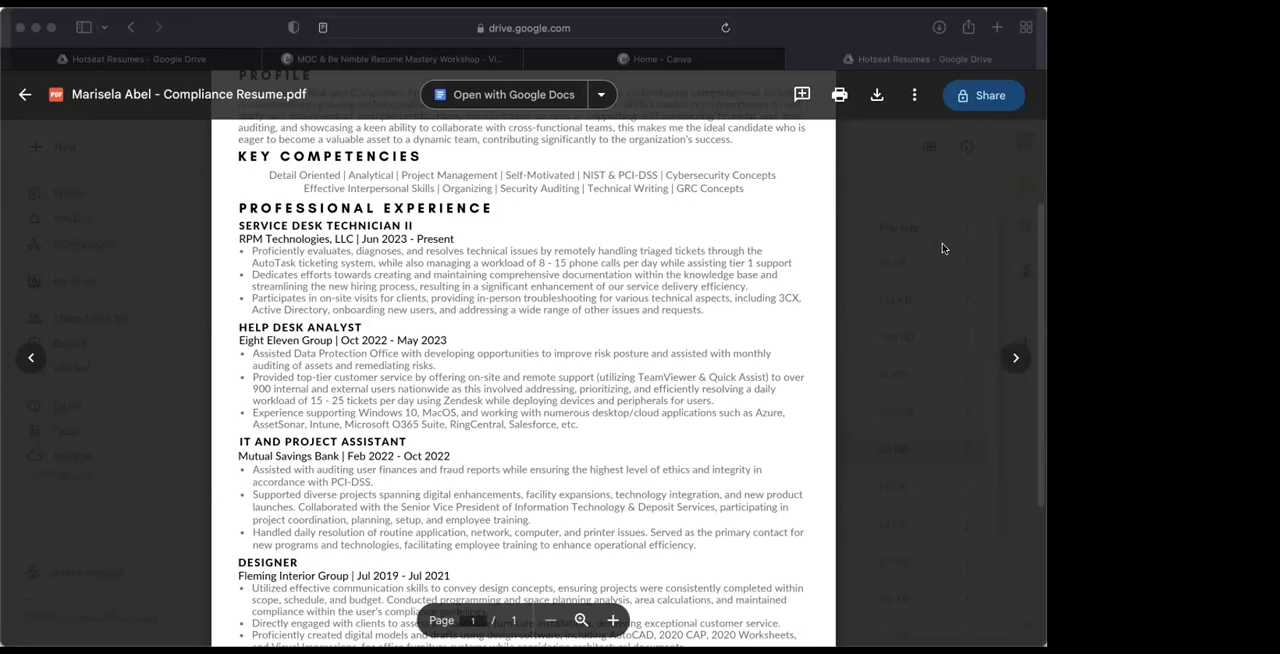 drive.google.com
Hotseat Resumes - Google Drive
MOC & Be Nimble Resume Mastery Workshop - Vi...
Home - Canva
Hotseat Resumes - Google Drive
PROFILE
PDF
Marisela Abel - Compliance Resume.pdf
Open with Google Docs
Share
auditing, and showcasing a keen ability to collaborate with cross-functional teams, this makes me the ideal candidate who is
eager to become a valuable asset to a dynamic team, contributing significantly to the organization's success.
KEY COMPETENCIES
Detail Oriented | Analytical | Project Management | Self-Motivated | NIST & PCI-DSS | Cybersecurity Concepts
Effective Interpersonal Skills | Organizing | Security Auditing | Technical Writing | GRC Concepts
PROFESSIONAL EXPERIENCE
SERVICE DESK TECHNICIAN II
RPM Technologies, LLC | Jun 2023 - Present
• Proficiently evaluates, diagnoses, and resolves technical issues by remotely handling triaged tickets through the
AutoTask ticketing system, while also managing a workload of 8 - 15 phone calls per day while assisting tier 1 support
• Dedicates efforts towards creating and maintaining comprehensive documentation within the knowledge base and
streamlining the new hiring process, resulting in a significant enhancement of our service delivery efficiency.
• Participates in on-site visits for clients, providing in-person troubleshooting for various technical aspects, including 3CX,
Active Directory, onboarding new users, and addressing a wide range of other issues and requests.
HELP DESK ANALYST
Eight Eleven Group | Oct 2022 - May 2023
• Assisted Data Protection Office with developing opportunities to improve risk posture and assisted with monthly
auditing of assets and remediating risks.
• Provided top-tier customer service by offering on-site and remote support (utilizing TeamViewer & Quick Assist) to over
900 internal and external users nationwide as this involved addressing, prioritizing, and efficiently resolving a daily
workload of 15 - 25 tickets per day using Zendesk while deploying devices and peripherals for users.
• Experience supporting Windows 10, MacOS, and working with numerous desktop/cloud applications such as Azure,
AssetSonar, Intune, Microsoft O365 Suite, RingCentral, Salesforce, etc.
IT AND PROJECT ASSISTANT
Mutual Savings Bank | Feb 2022 - Oct 2022
• Assisted with auditing user finances and fraud reports while ensuring the highest level of ethics and integrity in
accordance with PCI-DSS.
• Supported diverse projects spanning digital enhancements, facility expansions, technology integration, and new product
launches. Collaborated with the Senior Vice President of Information Technology & Deposit Services, participating in
project coordination, planning, setup, and employee training.
• Handled daily resolution of routine application, network, computer, and printer issues. Served as the primary contact for
new programs and technologies, facilitating employee training to enhance operational efficiency.
DESIGNER
Fleming Interior Group | Jul 2019 - Jul 2021
• Utilized effective communication skills to convey design concepts, ensuring projects were consistently completed within
scope, schedule, and budget. Conducted programming and space planning analysis, area calculations, and maintained
compliance within the user's compliance guidelines.
• Directly engaged with clients to exceptional customer service.
• Proficiently created digital models and drafts using design software, including AutoCAD, 2020 CAP, 2020 Worksheets,
Page 1 / 1
New
File size